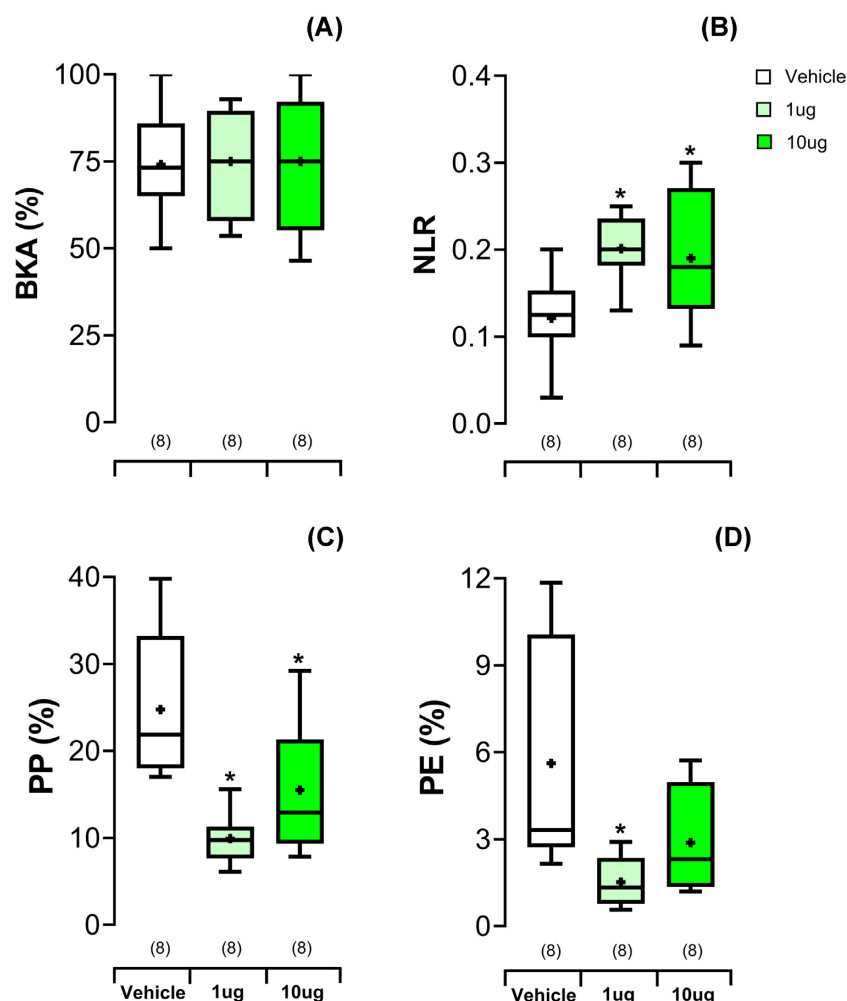 (A)
BKA (%)
100
75
50
25
0
(8) (8) (8)
(B)
NLR
0.4
0.3
0.2
0.1
0.0
* *
(8) (8) (8)
Vehicle
1ug
10ug
(C)
PP (%)
40
30
20
10
0
* *
(8) (8) (8)
Vehicle 1ug 10ug
(D)
PE (%)
12
9
6
3
0
*
(8) (8) (8)
Vehicle 1ug 10ug